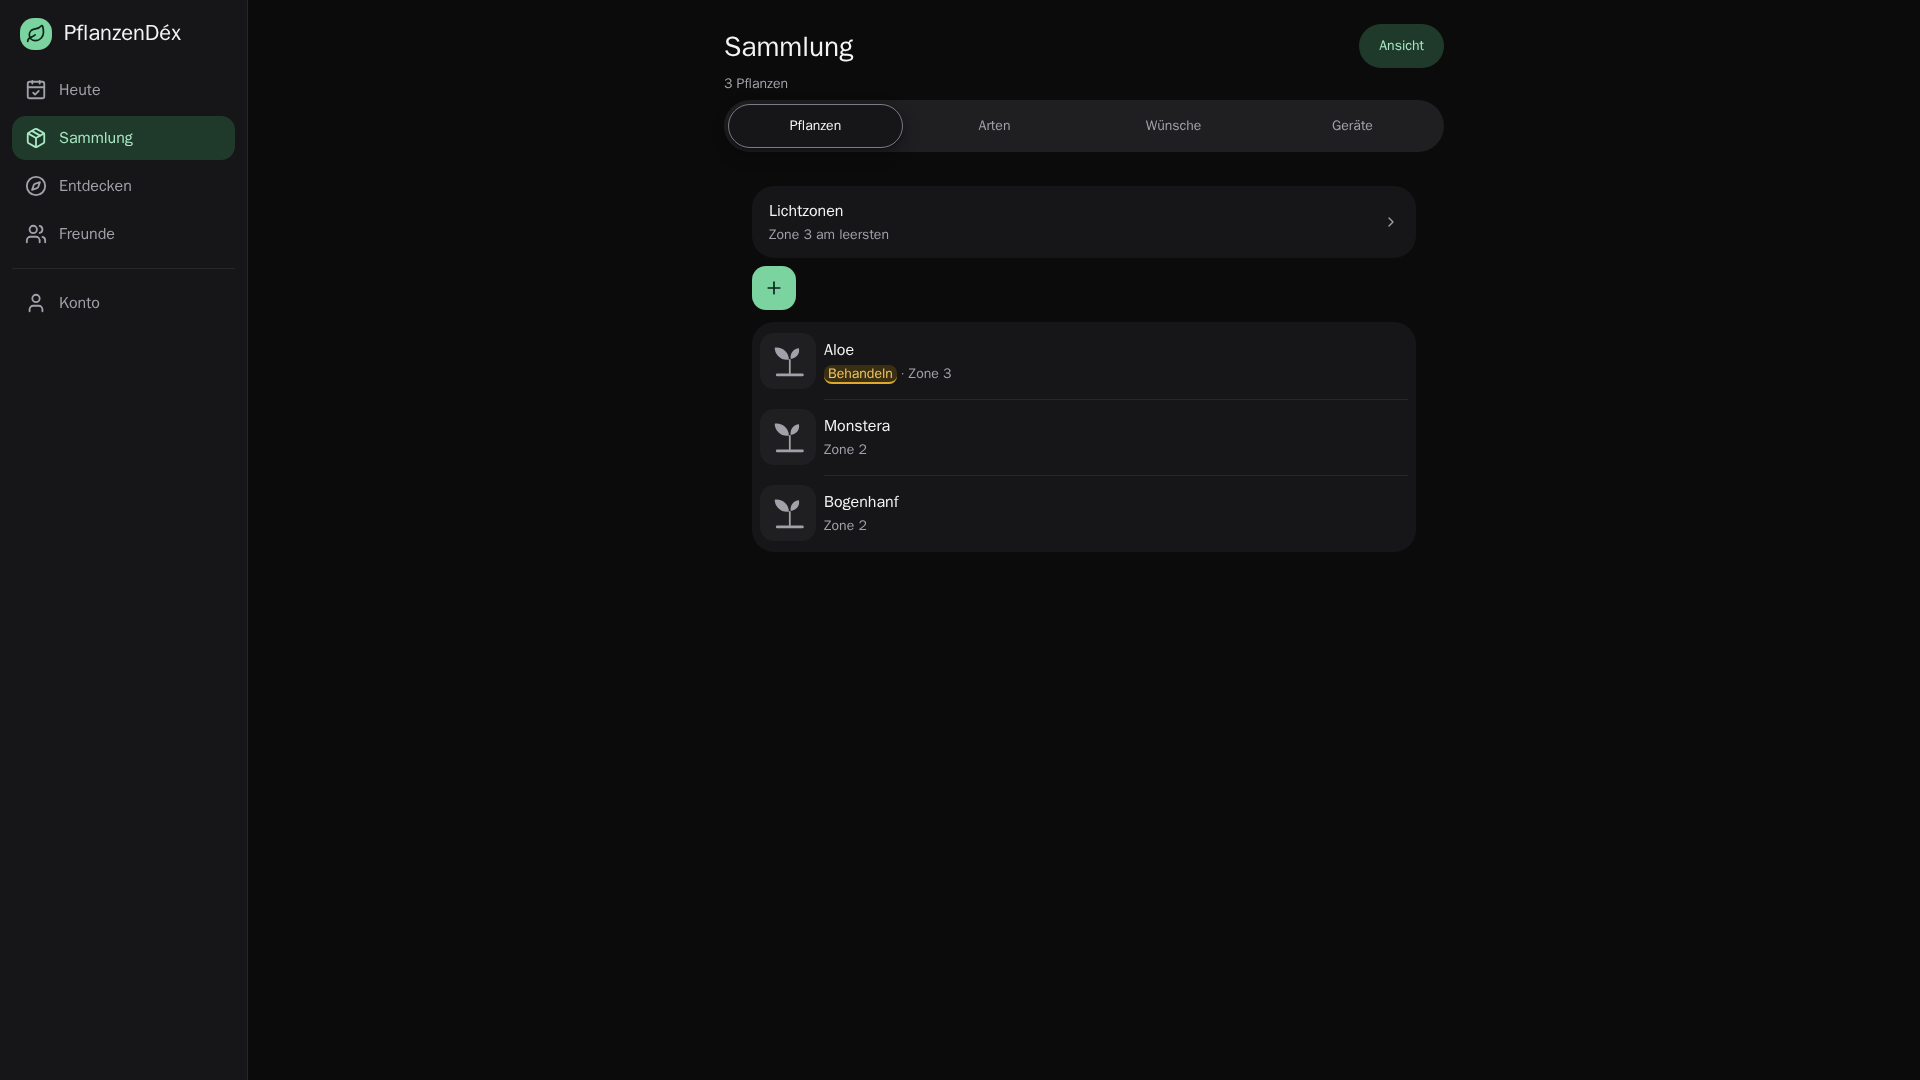 PflanzenDéx
Heute
Sammlung
Entdecken
Freunde
Konto
Sammlung
Ansicht
3 Pflanzen
Pflanzen
Arten
Wünsche
Geräte
Lichtzonen
Zone 3 am leersten
Aloe
Behandeln · Zone 3
Monstera
Zone 2
Bogenhanf
Zone 2